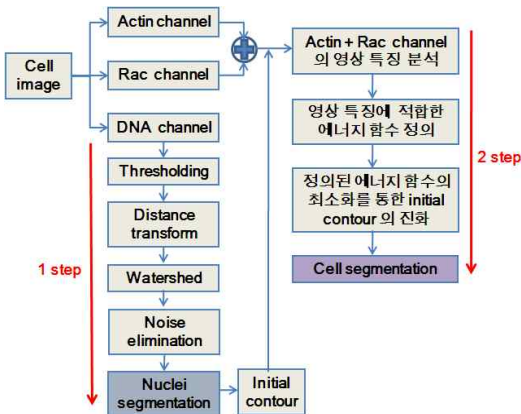 Cell
image
Actin channel
Rac channel
DNA channel
Thresholding
Distance
transform
Watershed
Noise
elimination
Nuclei
segmentation
Initial
contour
1 step
Actin + Rac channel
의 영상 특징 분석
영상 특징에 적합한
에너지 함수 정의
정의된 에너지 함수의
최소화를 통한 initial
contour 의 진화
Cell segmentation
2 step